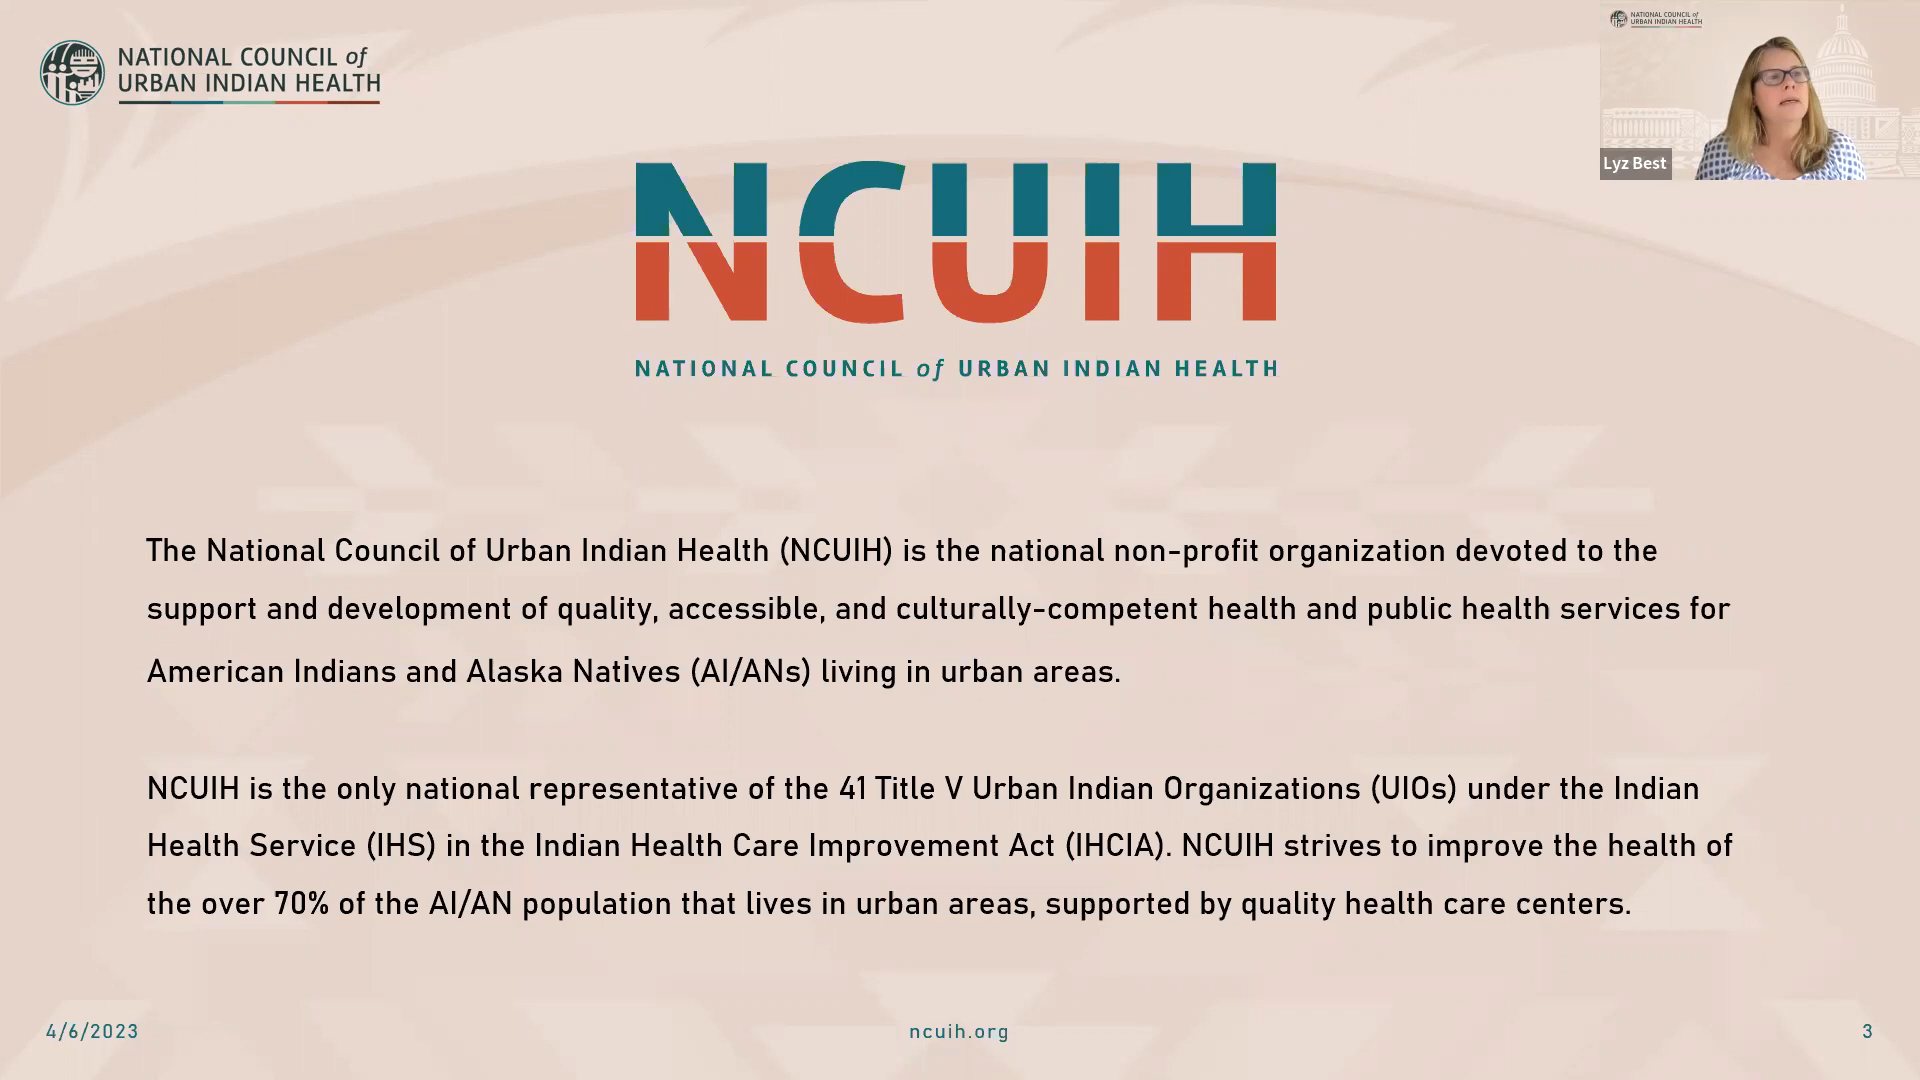 NATIONAL COUNCIL of
URBAN INDIAN HEALTH
NATIONAL COUNCIL of
URBAN INDIAN HEALTH
Lyz Best
NCUIH
NATIONAL COUNCIL of URBAN INDIAN HEALTH
The National Council of Urban Indian Health (NCUIH) is the national non-profit organization devoted to the
support and development of quality, accessible, and culturally-competent health and public health services for
American Indians and Alaska Natives (AI/ANs) living in urban areas.
NCUIH is the only national representative of the 41 Title V Urban Indian Organizations (UIOs) under the Indian
Health Service (IHS) in the Indian Health Care Improvement Act (IHCIA). NCUIH strives to improve the health of
the over 70% of the AI/AN population that lives in urban areas, supported by quality health care centers.
4/6/2023
ncuih.org
3